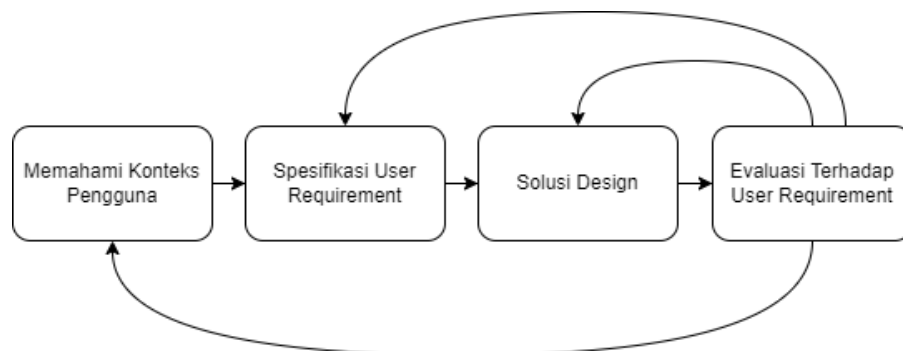 Memahami Konteks
Pengguna
Spesifikasi User
Requirement
Solusi Design
Evaluasi Terhadap
User Requirement